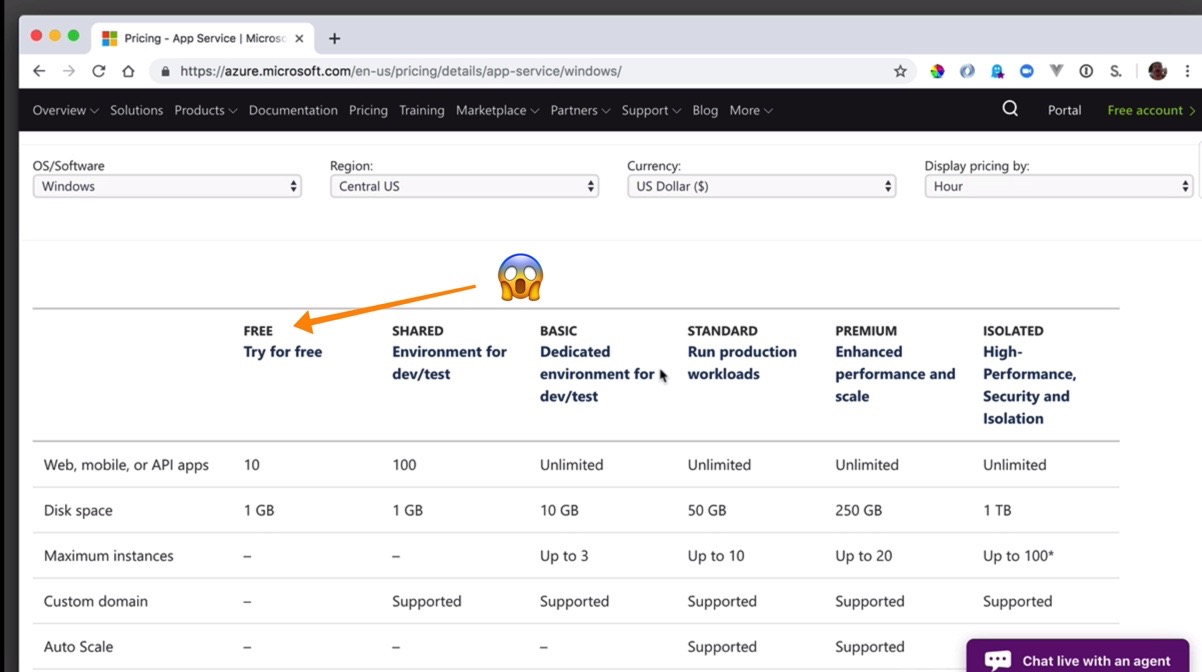 Pricing - App Service | Microso
https://azure.microsoft.com/en-us/pricing/details/app-service/windows/
S.
Overview Solutions Products Documentation Pricing Training Marketplace Partners Support Blog More Portal Free account
OS/Software Region: Currency: Display pricing by:
Windows Central US US Dollar ($) Hour
FREE SHARED BASIC STANDARD PREMIUM ISOLATED
Try for free Environment for Dedicated Run production Enhanced High-
dev/test environment for workloads performance and Performance,
dev/test scale Security and
Isolation
Web, mobile, or API apps 10 100 Unlimited Unlimited Unlimited Unlimited
Disk space 1 GB 1 GB 10 GB 50 GB 250 GB 1 TB
Maximum instances – – Up to 3 Up to 10 Up to 20 Up to 100*
Custom domain – Supported Supported Supported Supported Supported
Auto Scale – – – Supported Supported
Chat live with an agent